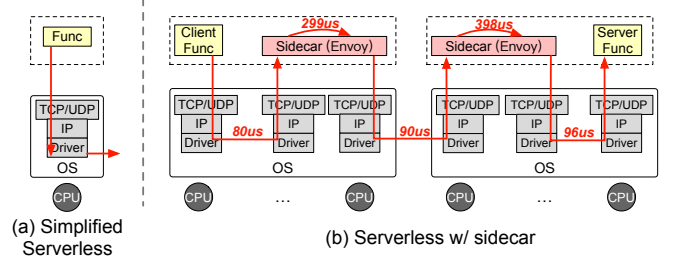 Func
TCP/UDP
IP
Driver
OS
CPU
(a) Simplified
Serverless
299us
398us
Client
Func
Sidecar (Envoy)
Sidecar (Envoy)
Server
Func
TCP/UDP
TCP/UDP
TCP/UDP
TCP/UDP
TCP/UDP
TCP/UDP
IP
IP
IP
IP
IP
IP
80us
90us
96us
Driver
Driver
Driver
Driver
Driver
Driver
OS
OS
CPU
...
CPU
CPU
...
CPU
(b) Serverless w/ sidecar